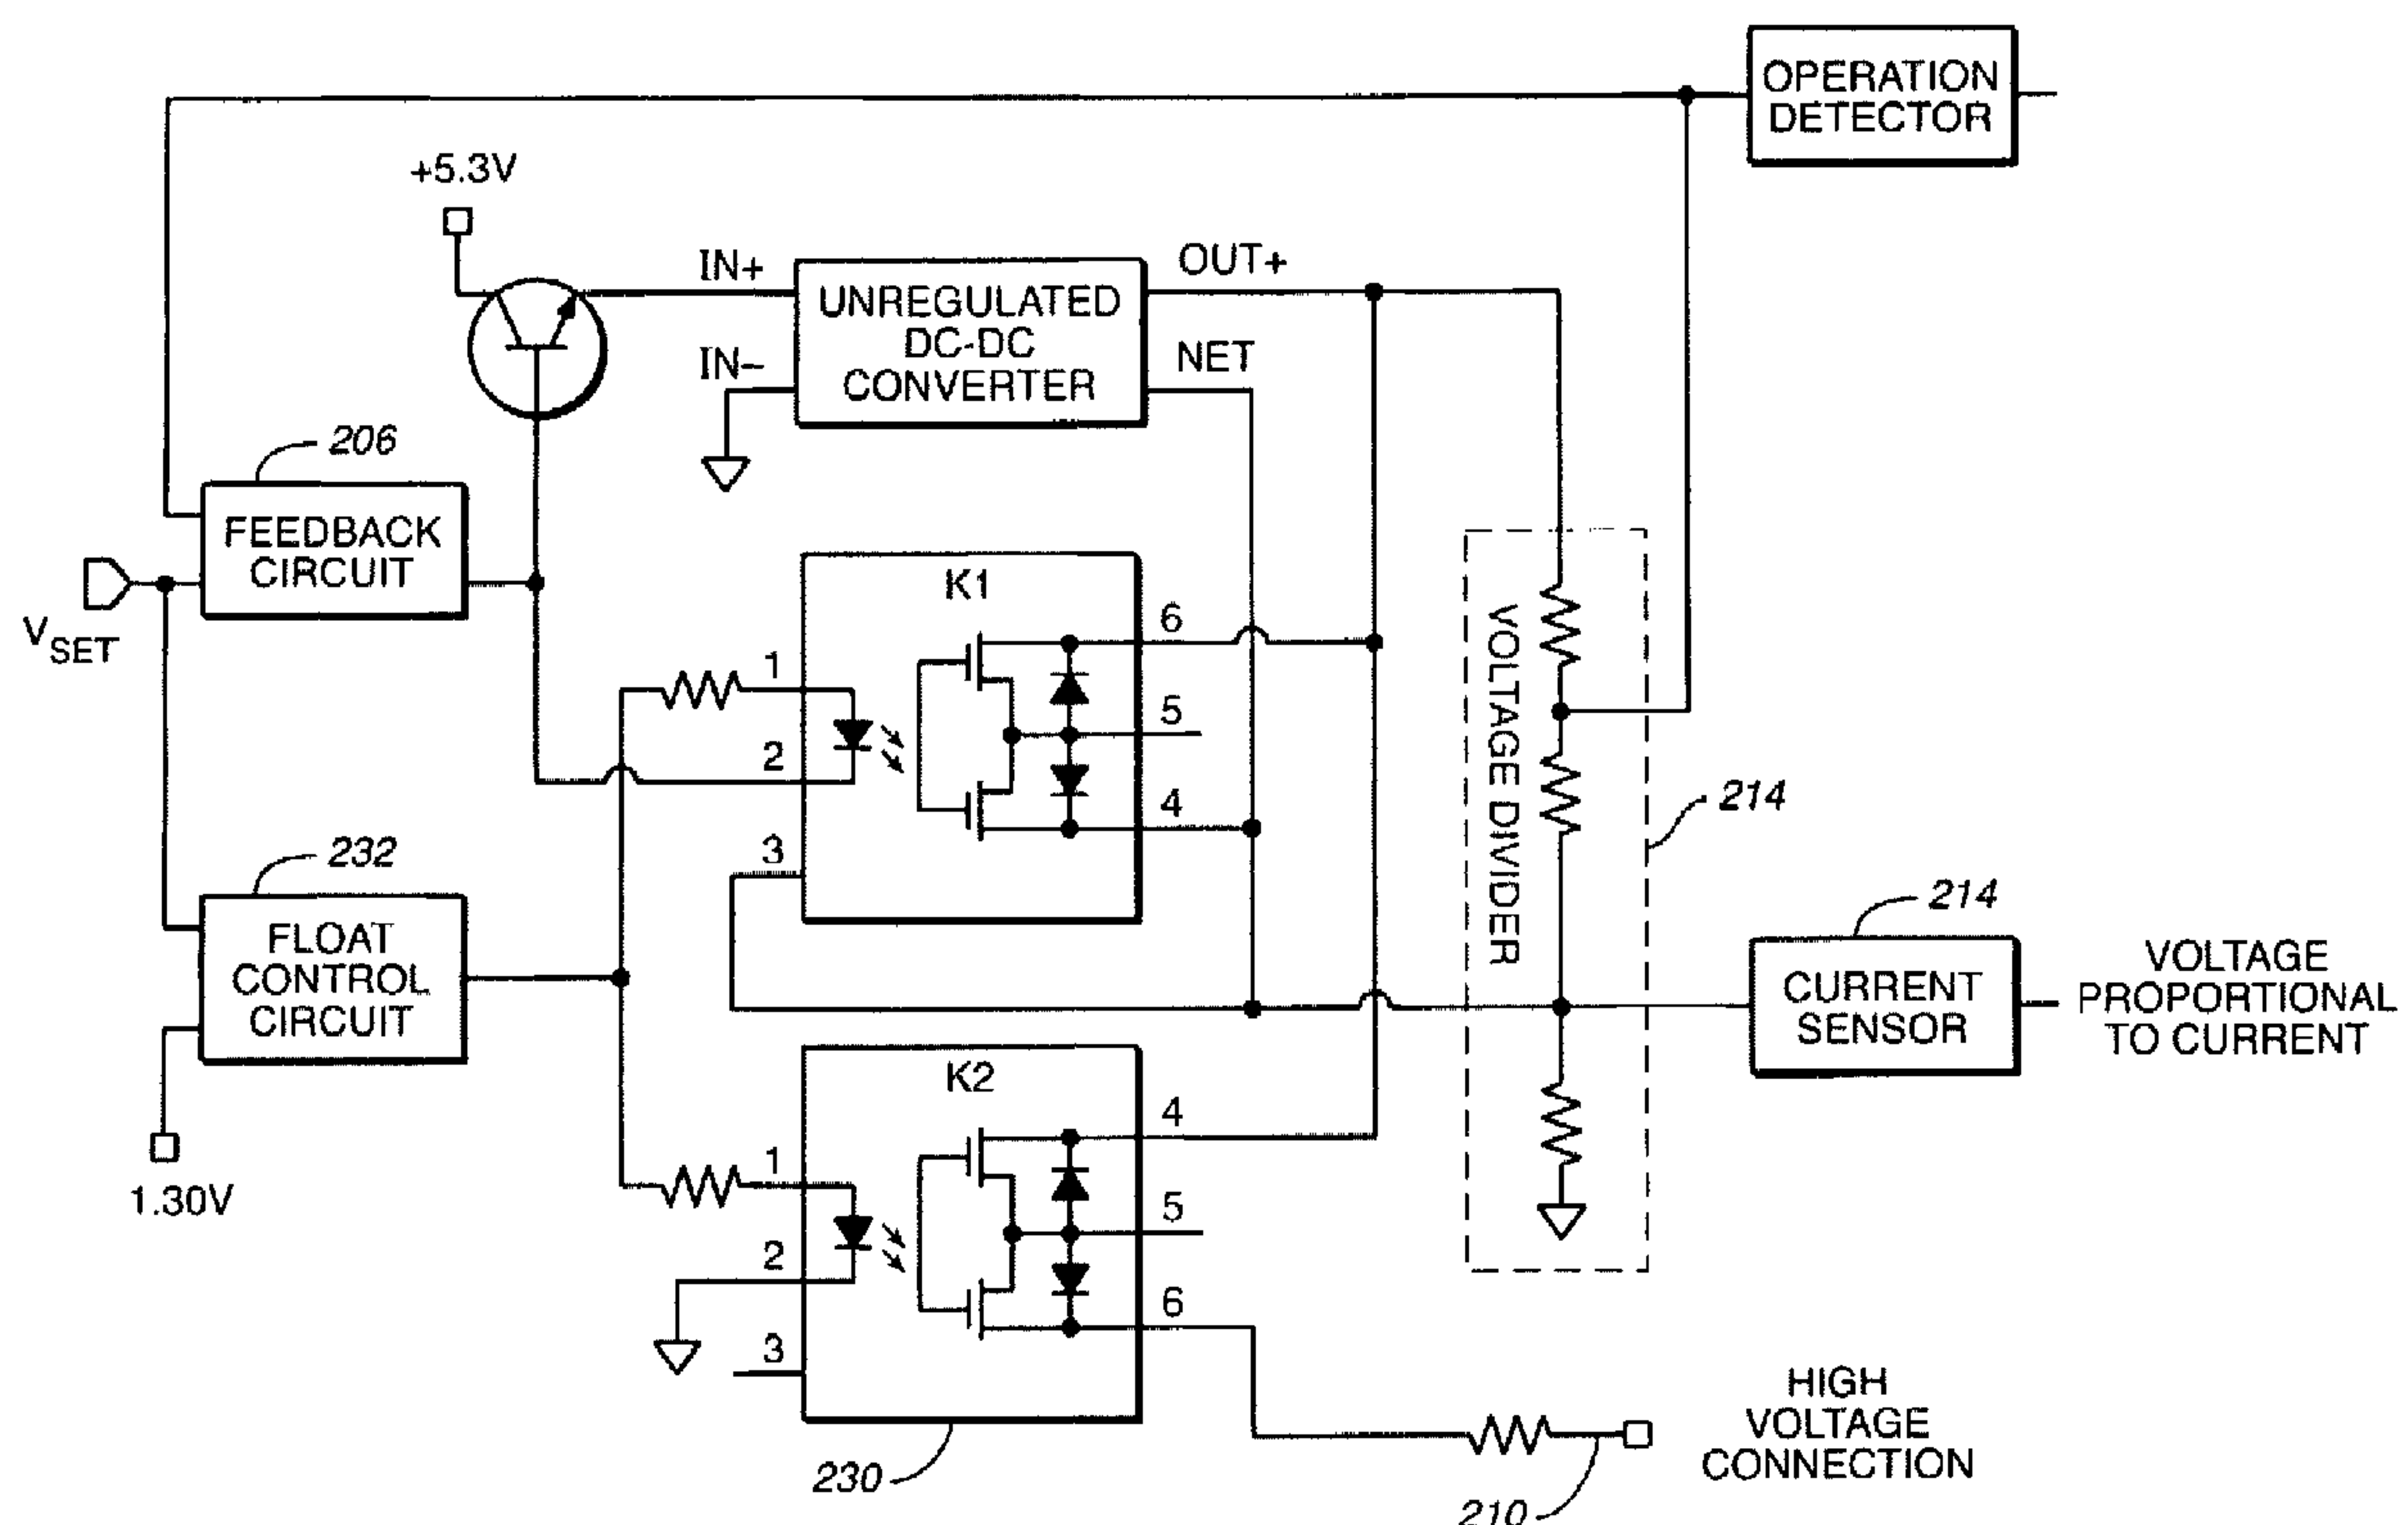 OPERATION
DETECTOR
+5.3V
IN+
UNREGULATED
DC-DC
CONVERTER
OUT+
IN-
NET
206
FEEDBACK
CIRCUIT
V SET
K1
1
2
3
6
5
4
VOLTAGE DIVIDER
214
232
FLOAT
CONTROL
CIRCUIT
1.30V
214
CURRENT
SENSOR
VOLTAGE
PROPORTIONAL
TO CURRENT
K2
1
2
3
4
5
6
230
HIGH
VOLTAGE
CONNECTION
210